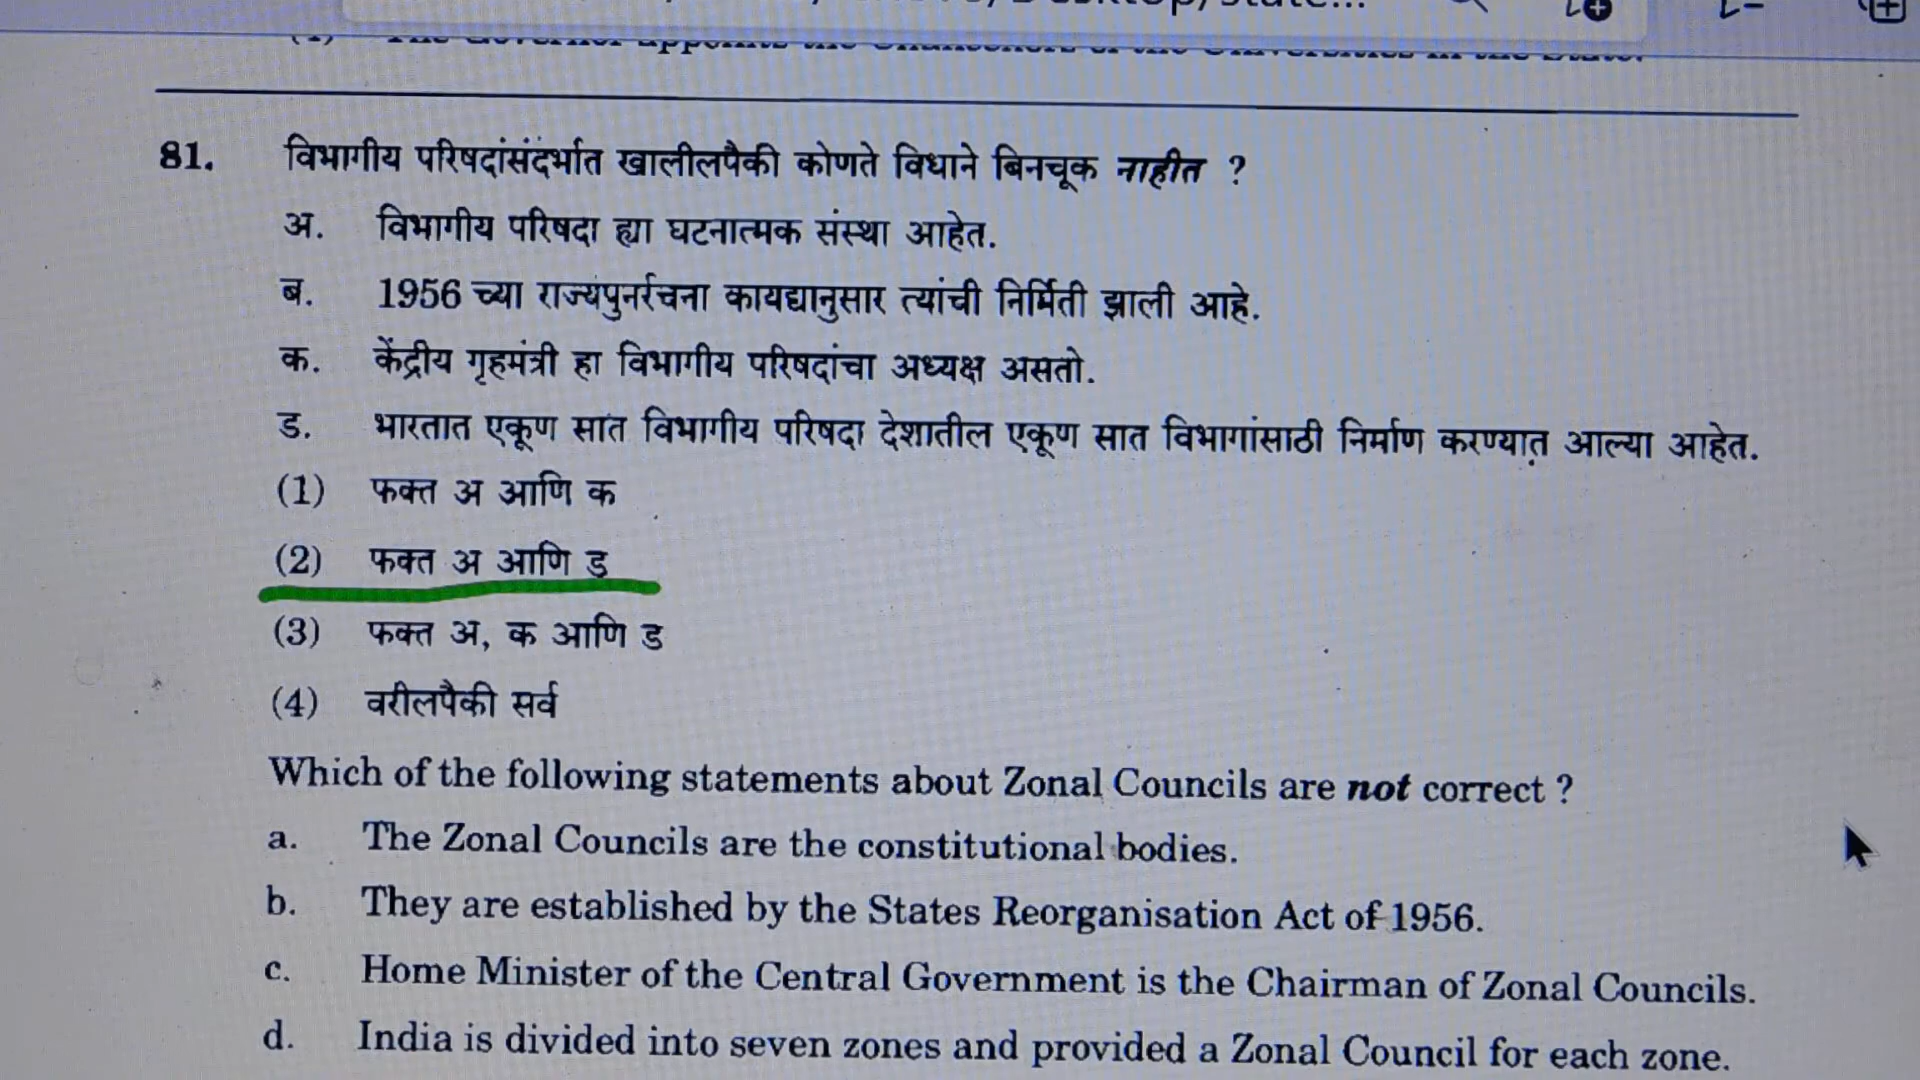 81. विभागीय परिषदांसंदर्भात खालीलपैकी कोणते विधाने बिनचूक नाहीत ?
अ. विभागीय परिषदा ह्या घटनात्मक संस्था आहेत.
ब. 1956 च्या राज्यपुनर्रचना कायद्यानुसार त्यांची निर्मिती झाली आहे.
क. केंद्रीय गृहमंत्री हा विभागीय परिषदांचा अध्यक्ष असतो.
ड. भारतात एकूण सात विभागीय परिषदा देशातील एकूण सात विभागांसाठी निर्माण करण्यात आल्या आहेत.
(1) फक्त अ आणि क
(2) फक्त अ आणि ड
(3) फक्त अ, क आणि ड
(4) वरीलपैकी सर्व
Which of the following statements about Zonal Councils are not correct ?
a. The Zonal Councils are the constitutional bodies.
b. They are established by the States Reorganisation Act of 1956.
c. Home Minister of the Central Government is the Chairman of Zonal Councils.
d. India is divided into seven zones and provided a Zonal Council for each zone.